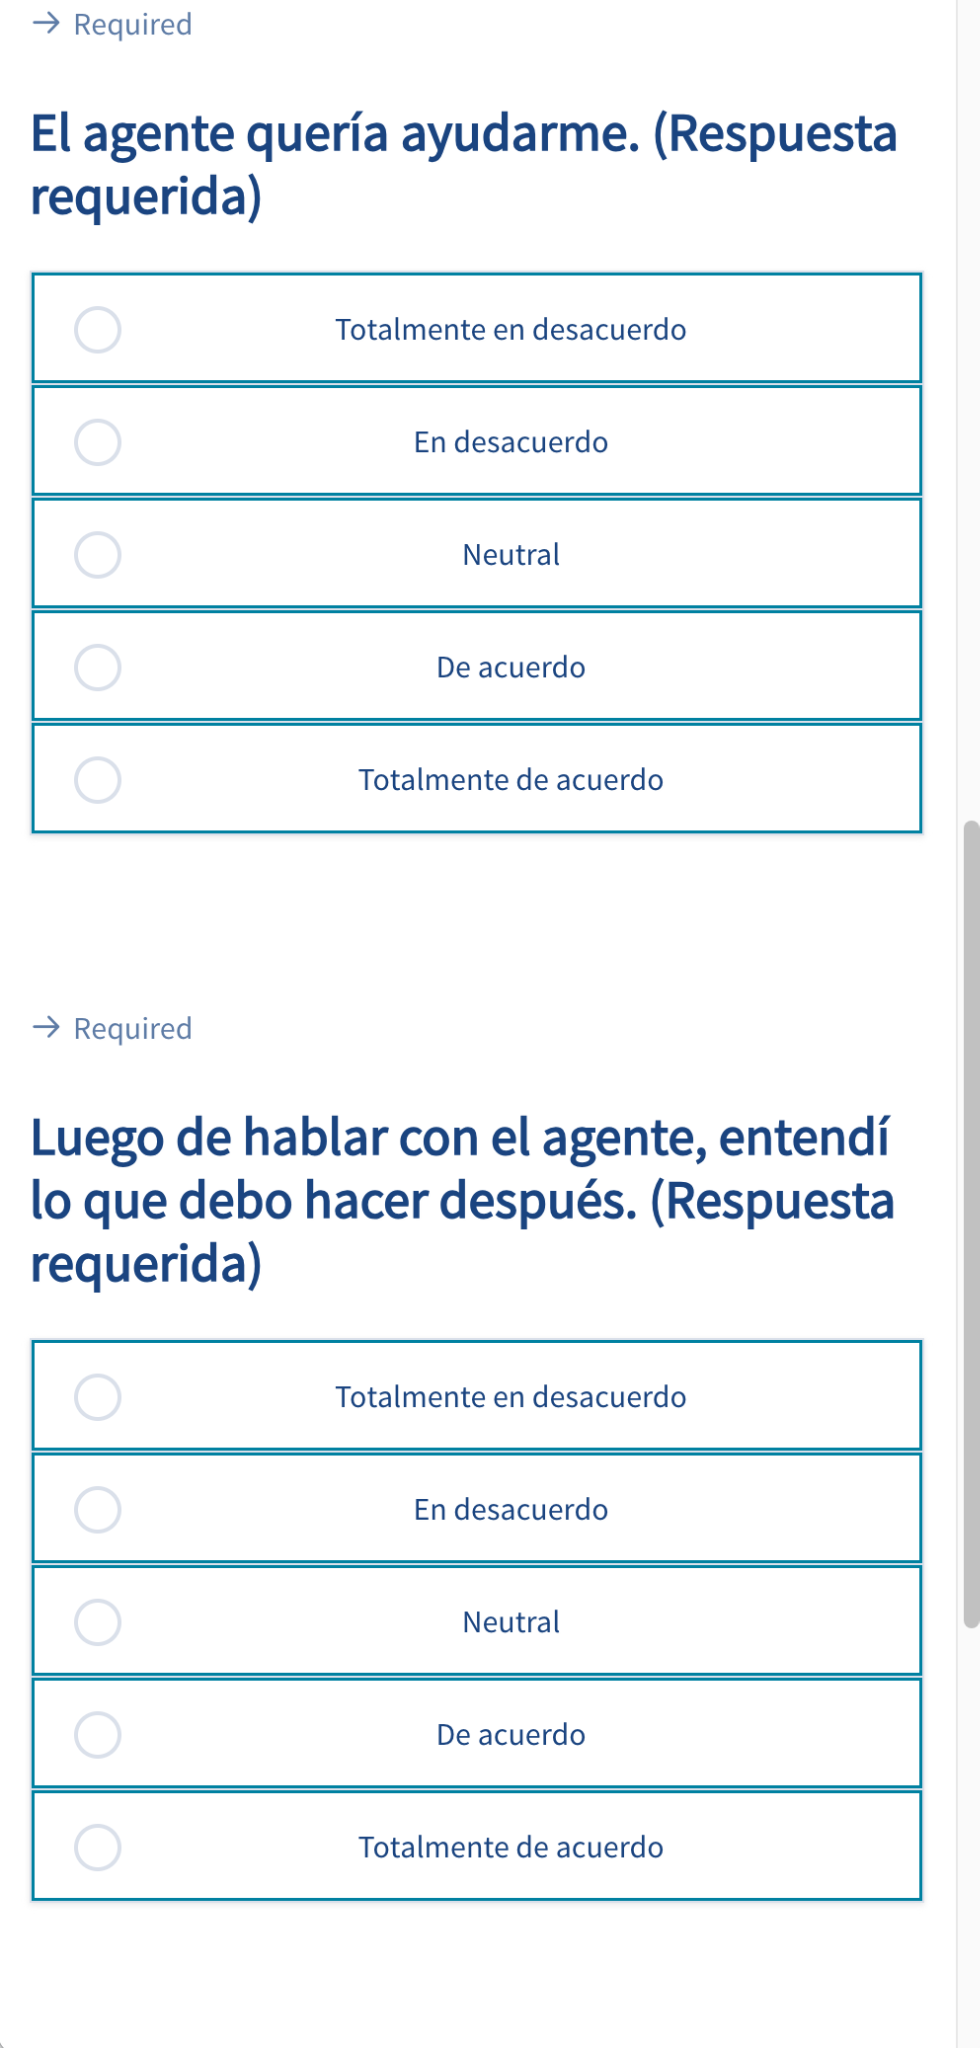 → Required
El agente quería ayudarme. (Respuesta
requerida)
Totalmente en desacuerdo
En desacuerdo
Neutral
De acuerdo
Totalmente de acuerdo
→ Required
Luego de hablar con el agente, entendí
lo que debo hacer después. (Respuesta
requerida)
Totalmente en desacuerdo
En desacuerdo
Neutral
De acuerdo
Totalmente de acuerdo